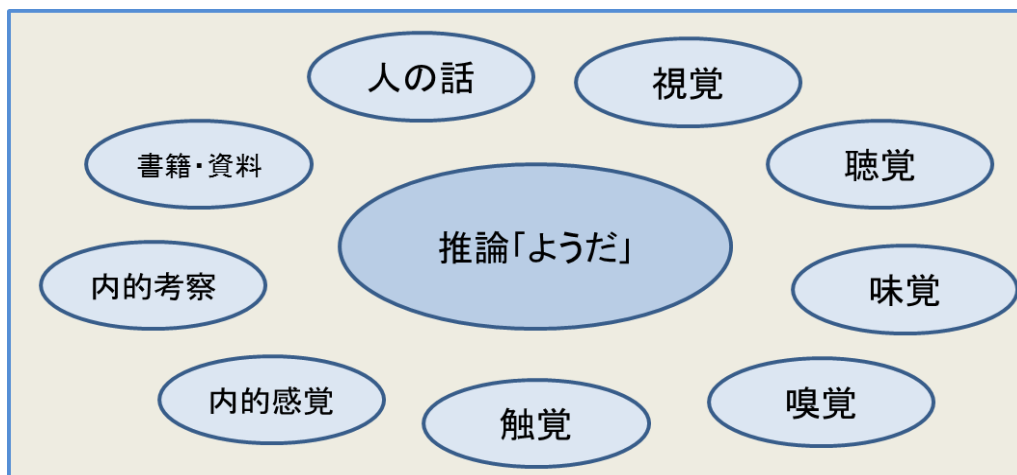 人の話
視覚
書籍・資料
聴覚
推論「ようだ」
内的考察
味覚
内的感覚
触覚
嗅覚